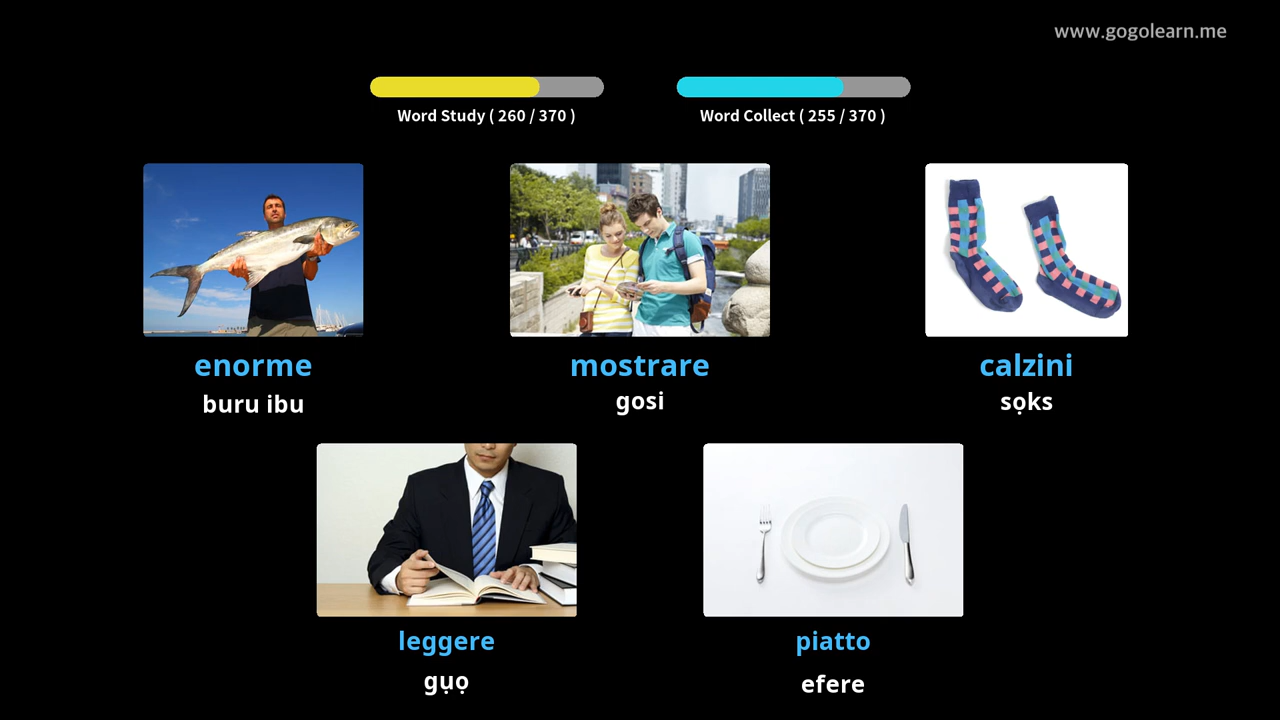 www.gogolearn.me
Word Study ( 260 / 370 )
Word Collect ( 255 / 370 )
enorme
buru ibu
mostrare
gosi
calzini
sọks
leggere
gụọ
piatto
efere